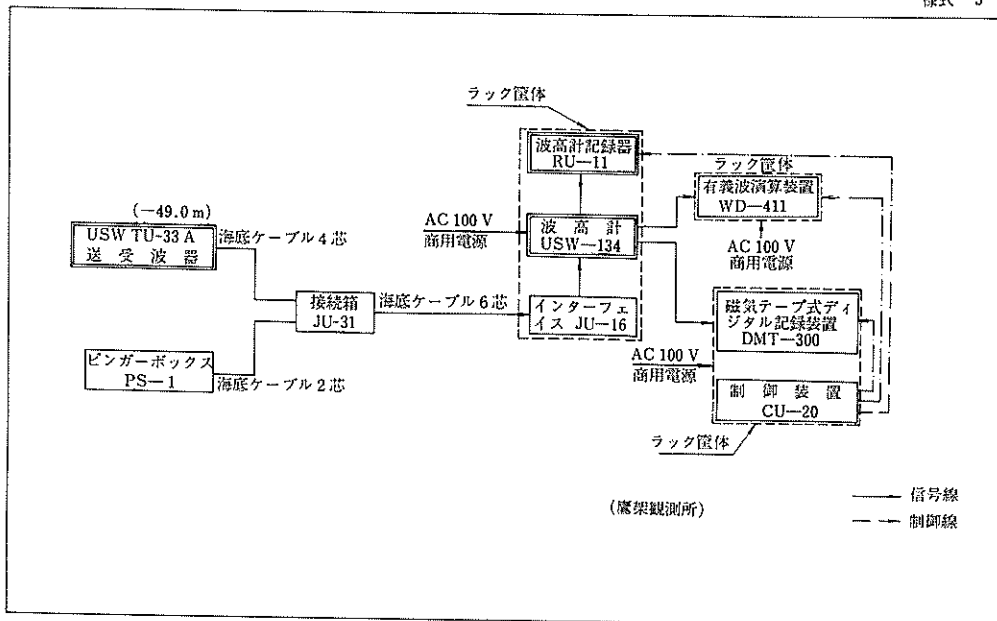 様式 5
ラック筐体
波高計記録器
RU—11
ラック筐体
有義波演算装置
WD—411
(−49.0 m)
USW TU-33 A
送受波器
海底ケーブル4芯
AC 100 V
商用電源
波高計
USW—134
AC 100 V
商用電源
接続箱
JU-31
海底ケーブル6芯
インターフェ
イス JU-16
磁気テープ式ディ
ジタル記録装置
DMT—300
AC 100 V
商用電源
ピンガーボックス
PS—1
海底ケーブル2芯
制御装置
CU—20
ラック筐体
(鷹架観測所)
信号線
制御線